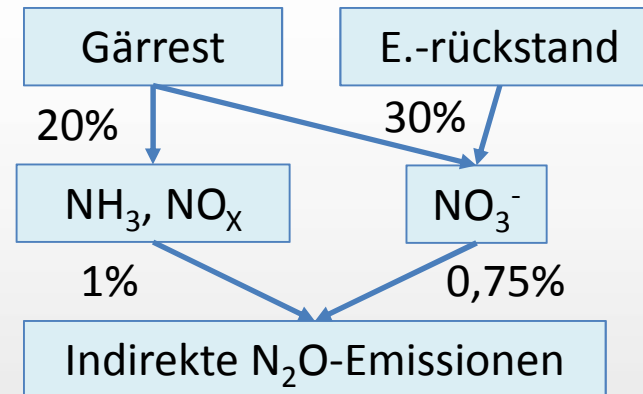 Gärrest
E.-rückstand
20%
30%
NH₃, NOₓ
NO₃⁻
1%
0,75%
Indirekte N₂O-Emissionen